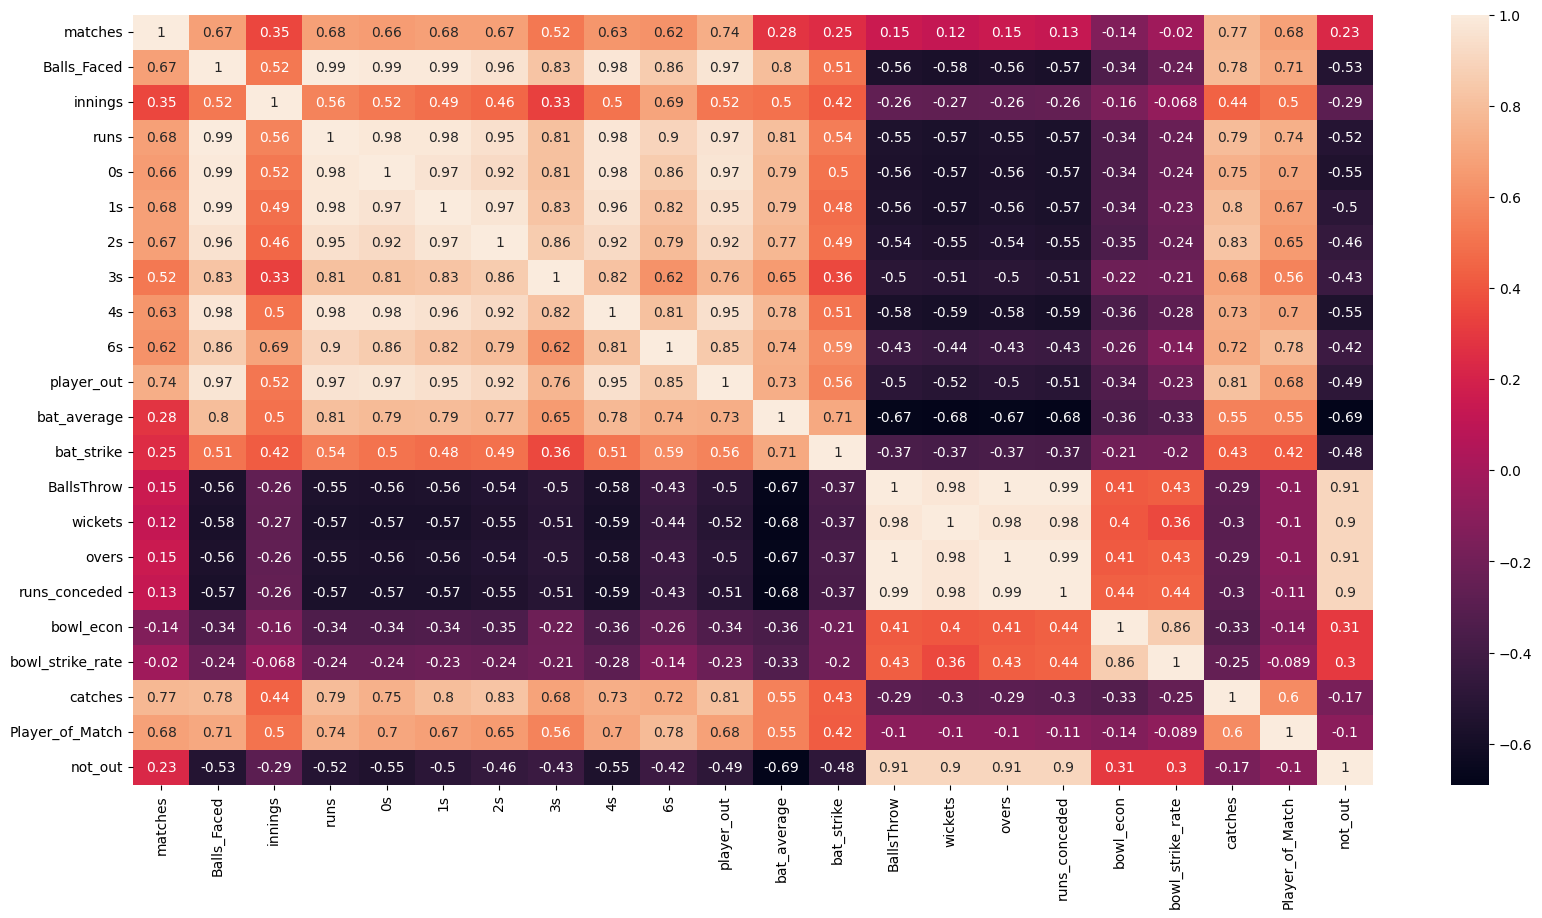 matches 1 0.67 0.35 0.68 0.66 0.68 0.67 0.52 0.63 0.62 0.74 0.28 0.25 0.15 0.12 0.15 0.13 -0.14 -0.02 0.77 0.68 0.23
Balls_Faced 0.67 1 0.52 0.99 0.99 0.99 0.96 0.83 0.98 0.86 0.97 0.8 0.51 -0.56 -0.58 -0.56 -0.57 -0.34 -0.24 0.78 0.71 -0.53
innings 0.35 0.52 1 0.56 0.52 0.49 0.46 0.33 0.5 0.69 0.52 0.5 0.42 -0.26 -0.27 -0.26 -0.26 -0.16 -0.068 0.44 0.5 -0.29
runs 0.68 0.99 0.56 1 0.98 0.98 0.95 0.81 0.98 0.9 0.97 0.81 0.54 -0.55 -0.57 -0.55 -0.57 -0.34 -0.24 0.79 0.74 -0.52
0s 0.66 0.99 0.52 0.98 1 0.97 0.92 0.81 0.98 0.86 0.97 0.79 0.5 -0.56 -0.57 -0.56 -0.57 -0.34 -0.24 0.75 0.7 -0.55
1s 0.68 0.99 0.49 0.98 0.97 1 0.97 0.83 0.96 0.82 0.95 0.79 0.48 -0.56 -0.57 -0.56 -0.57 -0.34 -0.23 0.8 0.67 -0.5
2s 0.67 0.96 0.46 0.95 0.92 0.97 1 0.86 0.92 0.79 0.92 0.77 0.49 -0.54 -0.55 -0.54 -0.55 -0.35 -0.24 0.83 0.65 -0.46
3s 0.52 0.83 0.33 0.81 0.81 0.83 0.86 1 0.82 0.62 0.76 0.65 0.36 -0.5 -0.51 -0.5 -0.51 -0.22 -0.21 0.68 0.56 -0.43
4s 0.63 0.98 0.5 0.98 0.98 0.96 0.92 0.82 1 0.81 0.95 0.78 0.51 -0.58 -0.59 -0.58 -0.59 -0.36 -0.28 0.73 0.7 -0.55
6s 0.62 0.86 0.69 0.9 0.86 0.82 0.79 0.62 0.81 1 0.85 0.74 0.59 -0.43 -0.44 -0.43 -0.43 -0.26 -0.14 0.72 0.78 -0.42
player_out 0.74 0.97 0.52 0.97 0.97 0.95 0.92 0.76 0.95 0.85 1 0.73 0.56 -0.5 -0.52 -0.5 -0.51 -0.34 -0.23 0.81 0.68 -0.49
bat_average 0.28 0.8 0.5 0.81 0.79 0.79 0.77 0.65 0.78 0.74 0.73 1 0.71 -0.67 -0.68 -0.67 -0.68 -0.36 -0.33 0.55 0.55 -0.69
bat_strike 0.25 0.51 0.42 0.54 0.5 0.48 0.49 0.36 0.51 0.59 0.56 0.71 1 -0.37 -0.37 -0.37 -0.37 -0.21 -0.2 0.43 0.42 -0.48
BallsThrow 0.15 -0.56 -0.26 -0.55 -0.56 -0.56 -0.54 -0.5 -0.58 -0.43 -0.5 -0.67 -0.37 1 0.98 1 0.99 0.41 0.43 -0.29 -0.1 0.91
wickets 0.12 -0.58 -0.27 -0.57 -0.57 -0.57 -0.55 -0.51 -0.59 -0.44 -0.52 -0.68 -0.37 0.98 1 0.98 0.98 0.4 0.36 -0.3 -0.1 0.9
overs 0.15 -0.56 -0.26 -0.55 -0.56 -0.56 -0.54 -0.5 -0.58 -0.43 -0.5 -0.67 -0.37 1 0.98 1 0.99 0.41 0.43 -0.29 -0.1 0.91
runs_conceded 0.13 -0.57 -0.26 -0.57 -0.57 -0.57 -0.55 -0.51 -0.59 -0.43 -0.51 -0.68 -0.37 0.99 0.98 0.99 1 0.44 0.44 -0.3 -0.11 0.9
bowl_econ -0.14 -0.34 -0.16 -0.34 -0.34 -0.34 -0.35 -0.22 -0.36 -0.26 -0.34 -0.36 -0.21 0.41 0.4 0.41 0.44 1 0.86 -0.33 -0.14 0.31
bowl_strike_rate -0.02 -0.24 -0.068 -0.24 -0.24 -0.23 -0.24 -0.21 -0.28 -0.14 -0.23 -0.33 -0.2 0.43 0.36 0.43 0.44 0.86 1 -0.25 -0.089 0.3
catches 0.77 0.78 0.44 0.79 0.75 0.8 0.83 0.68 0.73 0.72 0.81 0.55 0.43 -0.29 -0.3 -0.29 -0.3 -0.33 -0.25 1 0.6 -0.17
Player_of_Match 0.68 0.71 0.5 0.74 0.7 0.67 0.65 0.56 0.7 0.78 0.68 0.55 0.42 -0.1 -0.1 -0.1 -0.11 -0.14 -0.089 0.6 1 -0.1
not_out 0.23 -0.53 -0.29 -0.52 -0.55 -0.5 -0.46 -0.43 -0.55 -0.42 -0.49 -0.69 -0.48 0.91 0.9 0.91 0.9 0.31 0.3 -0.17 -0.1 1
matches Balls_Faced innings runs 0s 1s 2s 3s 4s 6s player_out bat_average bat_strike BallsThrow wickets overs runs_conceded bowl_econ bowl_strike_rate catches Player_of_Match not_out
1.0
0.8
0.6
0.4
0.2
0.0
−0.2
−0.4
−0.6